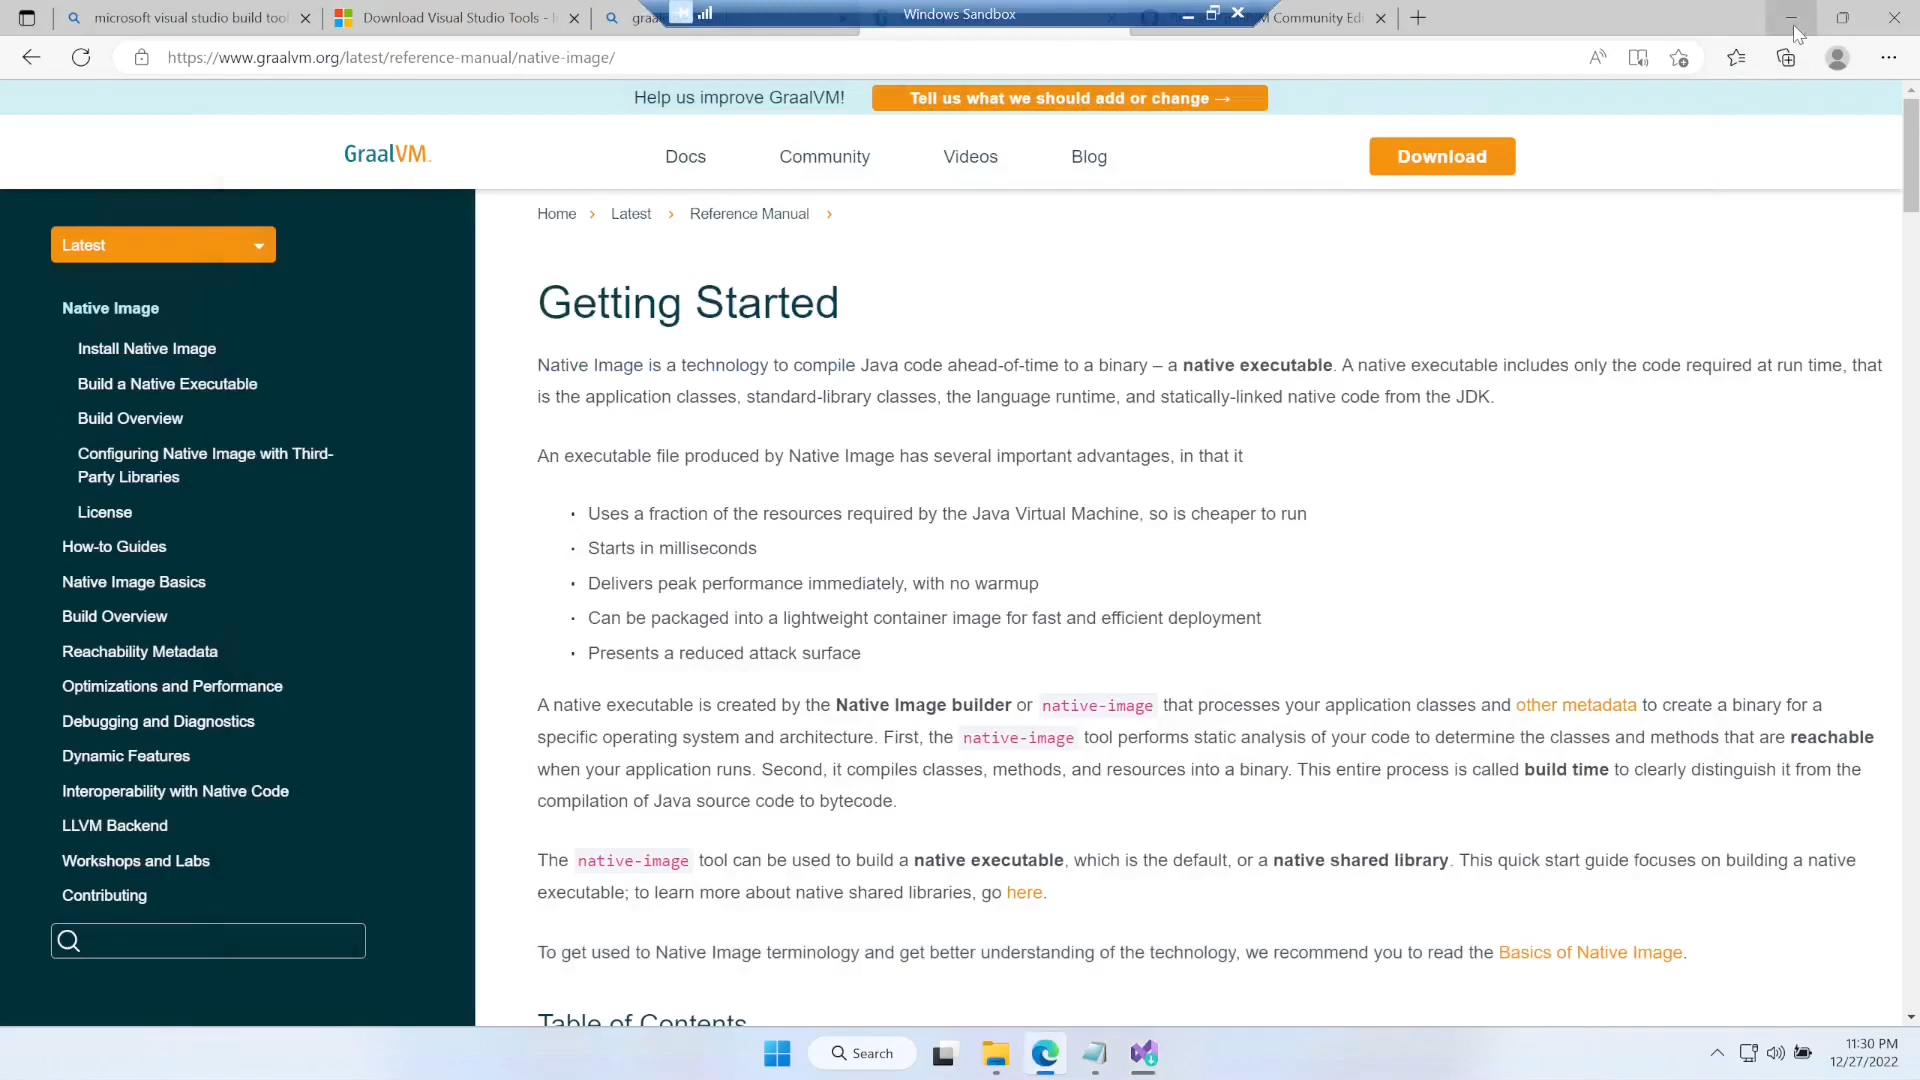 microsoft visual studio build tool
Download Visual Studio Tools - I
graal
Windows Sandbox
VM Community Edi
https://www.graalvm.org/latest/reference-manual/native-image/
Help us improve GraalVM!
Tell us what we should add or change →
GraalVM.
Docs
Community
Videos
Blog
Download
Latest
Native Image
Install Native Image
Build a Native Executable
Build Overview
Configuring Native Image with Third-
Party Libraries
License
How-to Guides
Native Image Basics
Build Overview
Reachability Metadata
Optimizations and Performance
Debugging and Diagnostics
Dynamic Features
Interoperability with Native Code
LLVM Backend
Workshops and Labs
Contributing
Home > Latest > Reference Manual >
Getting Started
Native Image is a technology to compile Java code ahead-of-time to a binary – a native executable. A native executable includes only the code required at run time, that
is the application classes, standard-library classes, the language runtime, and statically-linked native code from the JDK.
An executable file produced by Native Image has several important advantages, in that it
· Uses a fraction of the resources required by the Java Virtual Machine, so is cheaper to run
· Starts in milliseconds
· Delivers peak performance immediately, with no warmup
· Can be packaged into a lightweight container image for fast and efficient deployment
· Presents a reduced attack surface
A native executable is created by the Native Image builder or native-image that processes your application classes and other metadata to create a binary for a
specific operating system and architecture. First, the native-image tool performs static analysis of your code to determine the classes and methods that are reachable
when your application runs. Second, it compiles classes, methods, and resources into a binary. This entire process is called build time to clearly distinguish it from the
compilation of Java source code to bytecode.
The native-image tool can be used to build a native executable, which is the default, or a native shared library. This quick start guide focuses on building a native
executable; to learn more about native shared libraries, go here.
To get used to Native Image terminology and get better understanding of the technology, we recommend you to read the Basics of Native Image.
Table of Contents
Search
11:30 PM
12/27/2022